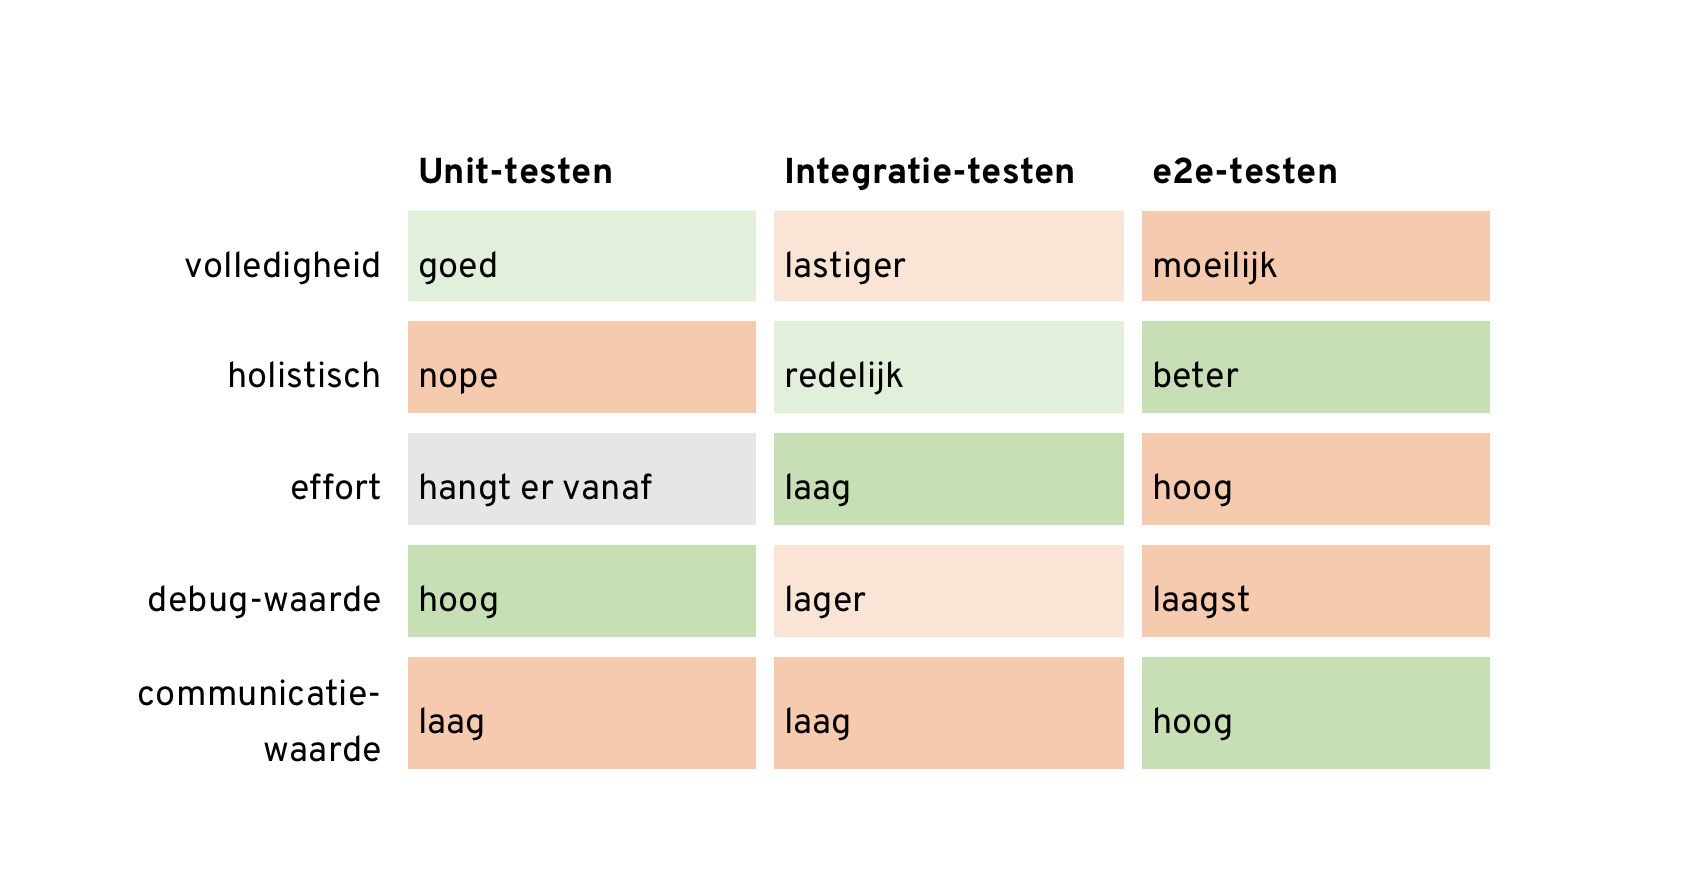 Unit-testen Integratie-testen e2e-testen
volledigheid goed lastiger moeilijk
holistisch nope redelijk beter
effort hangt er vanaf laag hoog
debug-waarde hoog lager laagst
communicatie-
waarde laag laag hoog